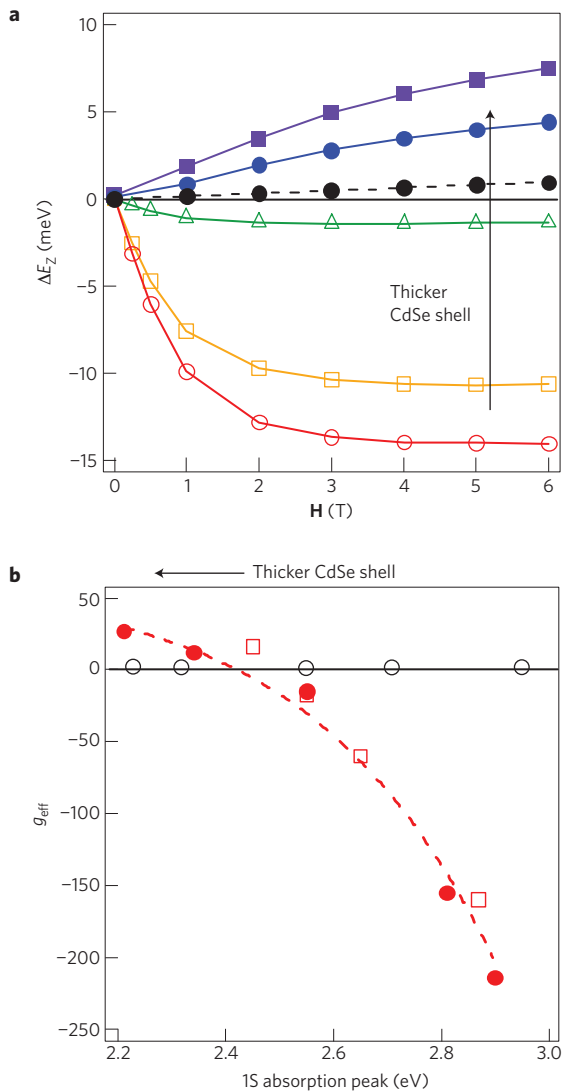 a
10
5
0
−5
−10
−15
ΔE_Z (meV)
Thicker
CdSe shell
0 1 2 3 4 5 6
H (T)
b
Thicker CdSe shell
50
0
−50
−100
−150
−200
−250
g_eff
2.2 2.4 2.6 2.8 3.0
1S absorption peak (eV)